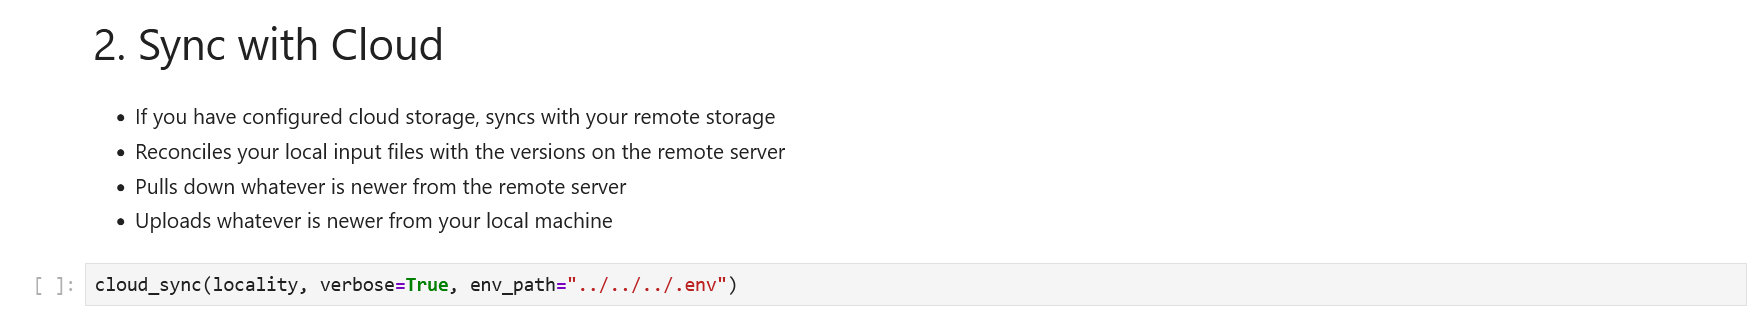 2. Sync with Cloud
• If you have configured cloud storage, syncs with your remote storage
• Reconciles your local input files with the versions on the remote server
• Pulls down whatever is newer from the remote server
• Uploads whatever is newer from your local machine
[ ]: cloud_sync(locality, verbose=True, env_path="../../../.env")